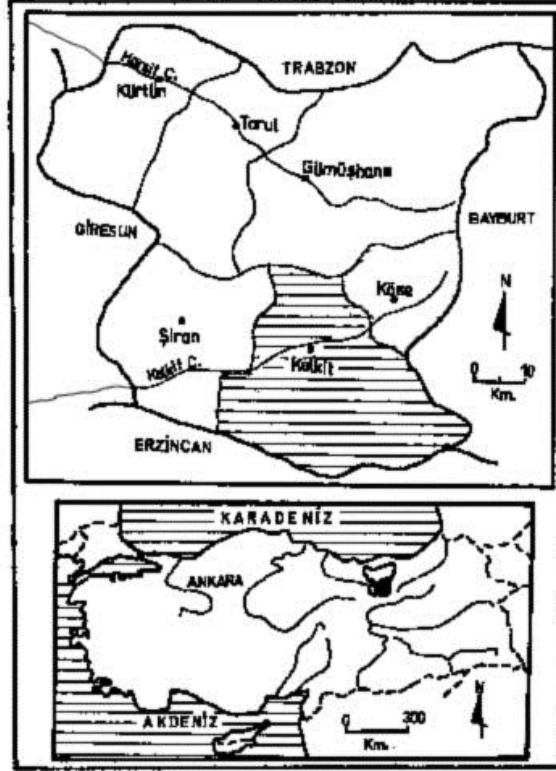 TRABZON
Harşit Ç.
Kürtün
Torul
Gümüşhane
GİRESUN
BAYBURT
Köse
N
Şiran
Kelkit
Kelkit Ç.
0 10
Km.
ERZİNCAN
KARADENİZ
ANKARA
N
AKDENİZ
0 300
Km.